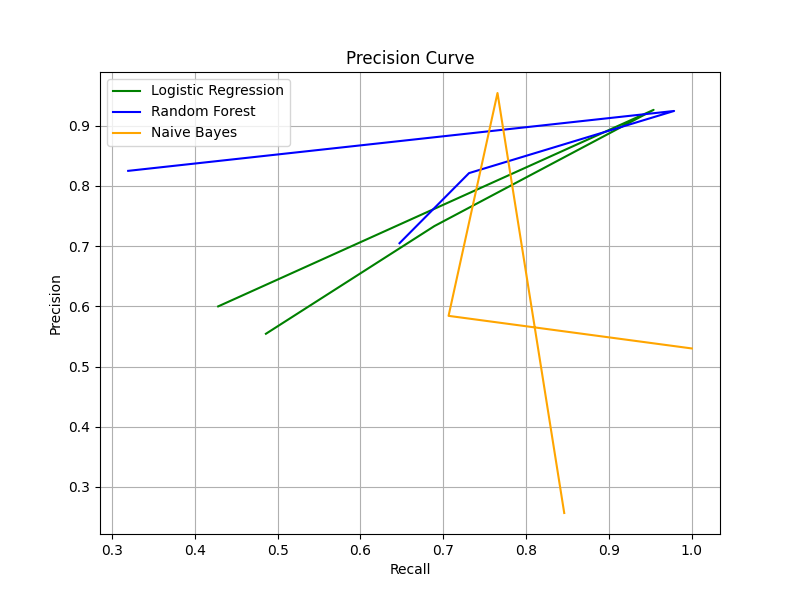 Precision Curve
Logistic Regression
Random Forest
Naive Bayes
Precision
0.9
0.8
0.7
0.6
0.5
0.4
0.3
0.3 0.4 0.5 0.6 0.7 0.8 0.9 1.0
Recall